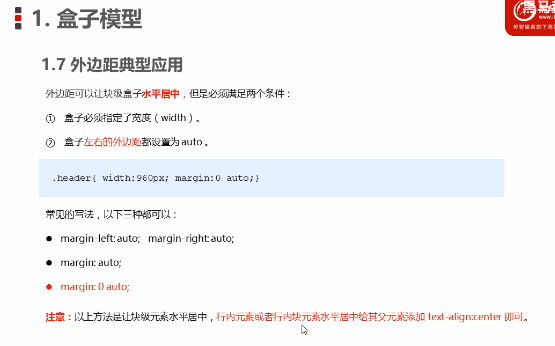 1. 盒子模型
黑马
1.7 外边距典型应用
外边距可以让块级盒子水平居中，但是必须满足两个条件：
① 盒子必须指定了宽度（width）。
② 盒子左右的外边距都设置为 auto 。
.header{ width:960px; margin:0 auto;}
常见的写法，以下三种都可以：
● margin-left: auto; margin-right: auto;
● margin: auto;
● margin: 0 auto;
注意：以上方法是让块级元素水平居中，行内元素或者行内块元素水平居中给其父元素添加 text-align:center 即可。